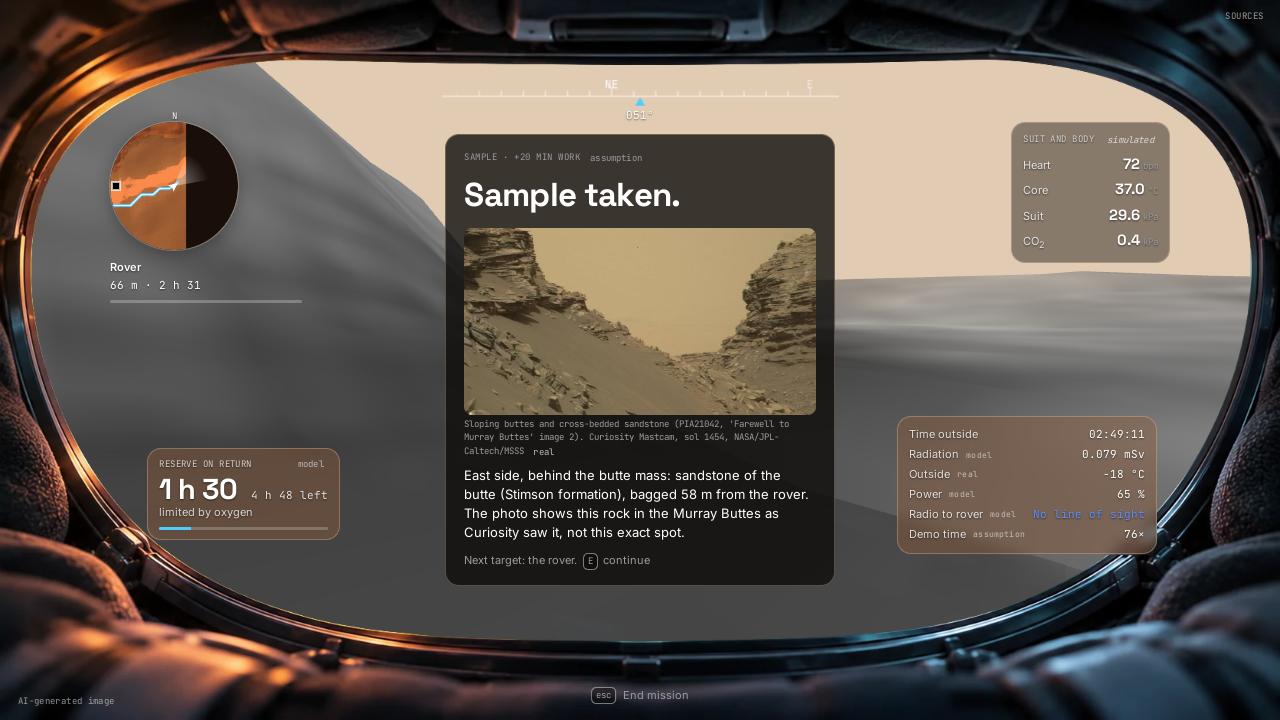 SOURCES
NE E
051°
N
Rover
66 m · 2 h 31
SUIT AND BODY simulated
Heart 72 bpm
Core 37.0 °C
Suit 29.6 kPa
CO2 0.4 kPa
SAMPLE · +20 MIN WORK assumption
Sample taken.
Sloping buttes and cross-bedded sandstone (PIA21042, 'Farewell to
Murray Buttes' image 2). Curiosity Mastcam, sol 1454, NASA/JPL-
Caltech/MSSS real
East side, behind the butte mass: sandstone of the
butte (Stimson formation), bagged 58 m from the rover.
The photo shows this rock in the Murray Buttes as
Curiosity saw it, not this exact spot.
Next target: the rover. E continue
RESERVE ON RETURN model
1 h 30 4 h 48 left
limited by oxygen
Time outside 02:49:11
Radiation model 0.079 mSv
Outside real -18 °C
Power model 65 %
Radio to rover model No line of sight
Demo time assumption 76×
esc End mission
AI-generated image